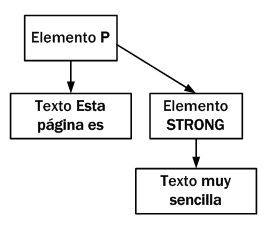 Elemento P
Texto Esta
página es
Elemento
STRONG
Texto muy
sencilla